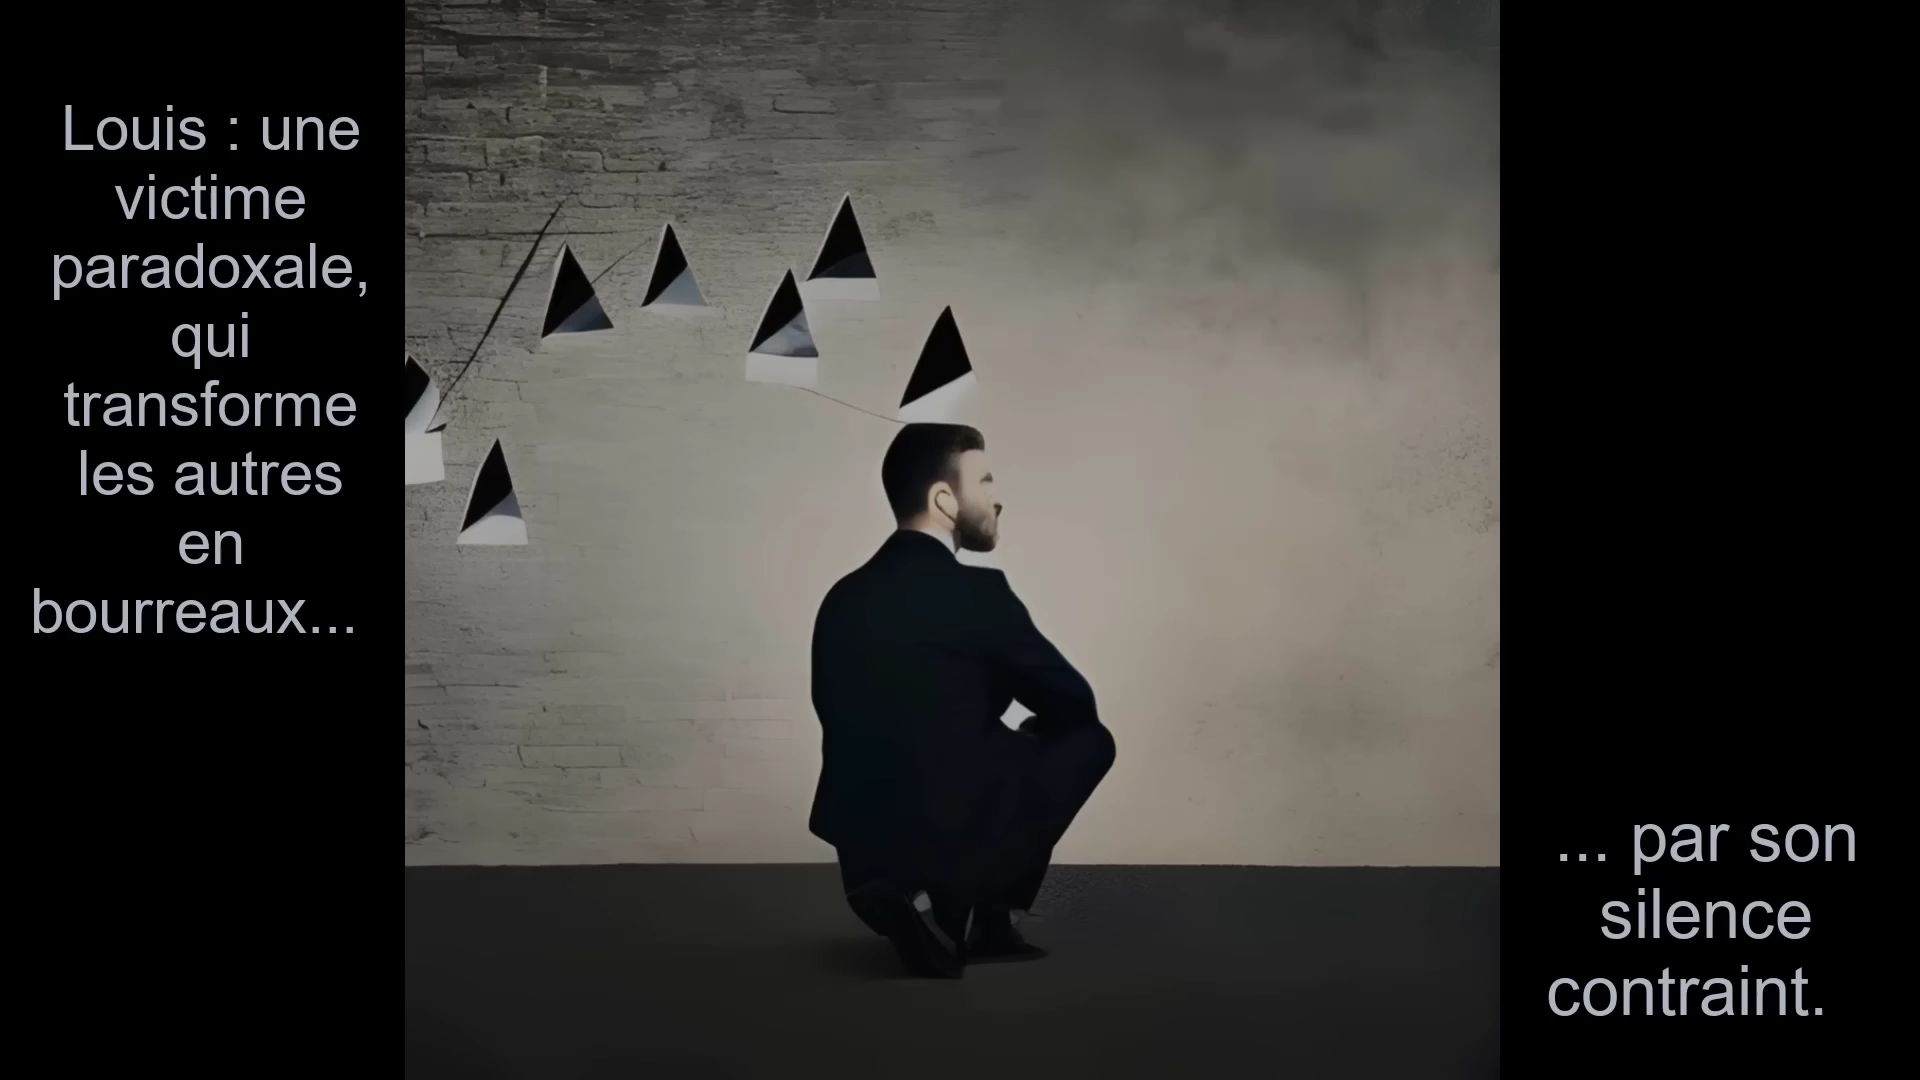 Louis : une
victime
paradoxale,
qui
transforme
les autres
en
bourreaux...
... par son
silence
contraint.